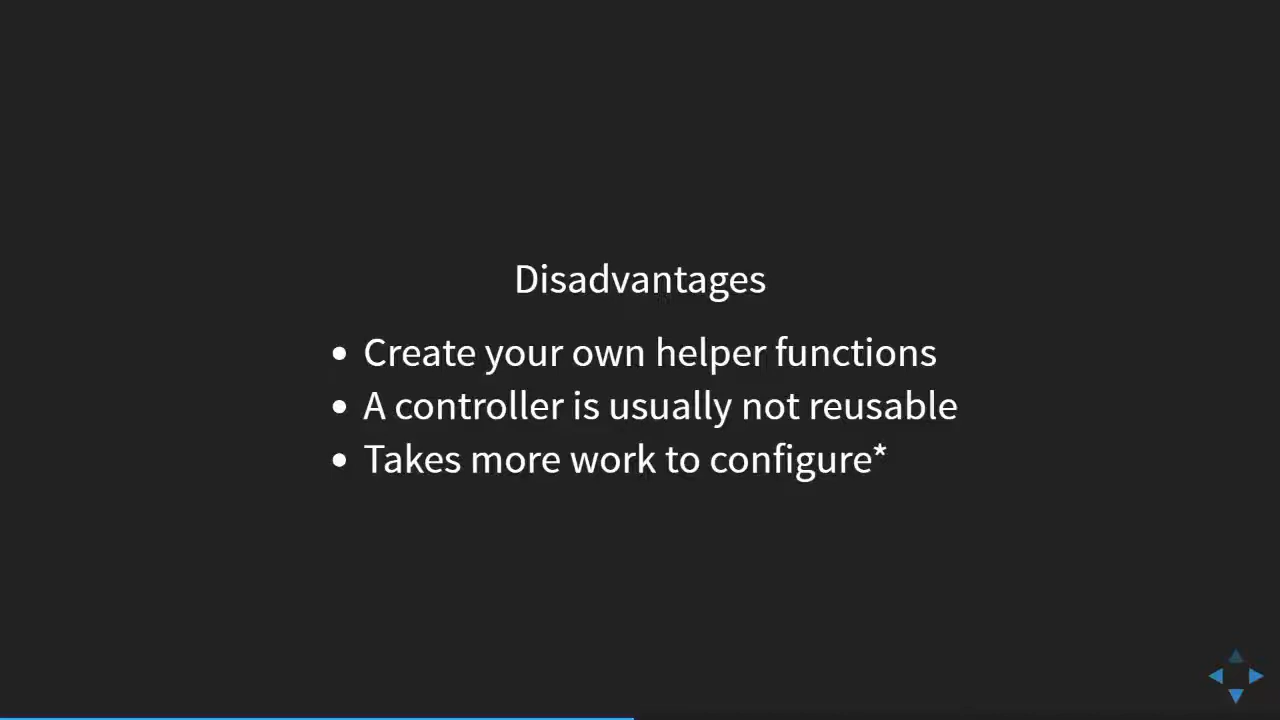 Disadvantages
• Create your own helper functions
• A controller is usually not reusable
• Takes more work to configure*